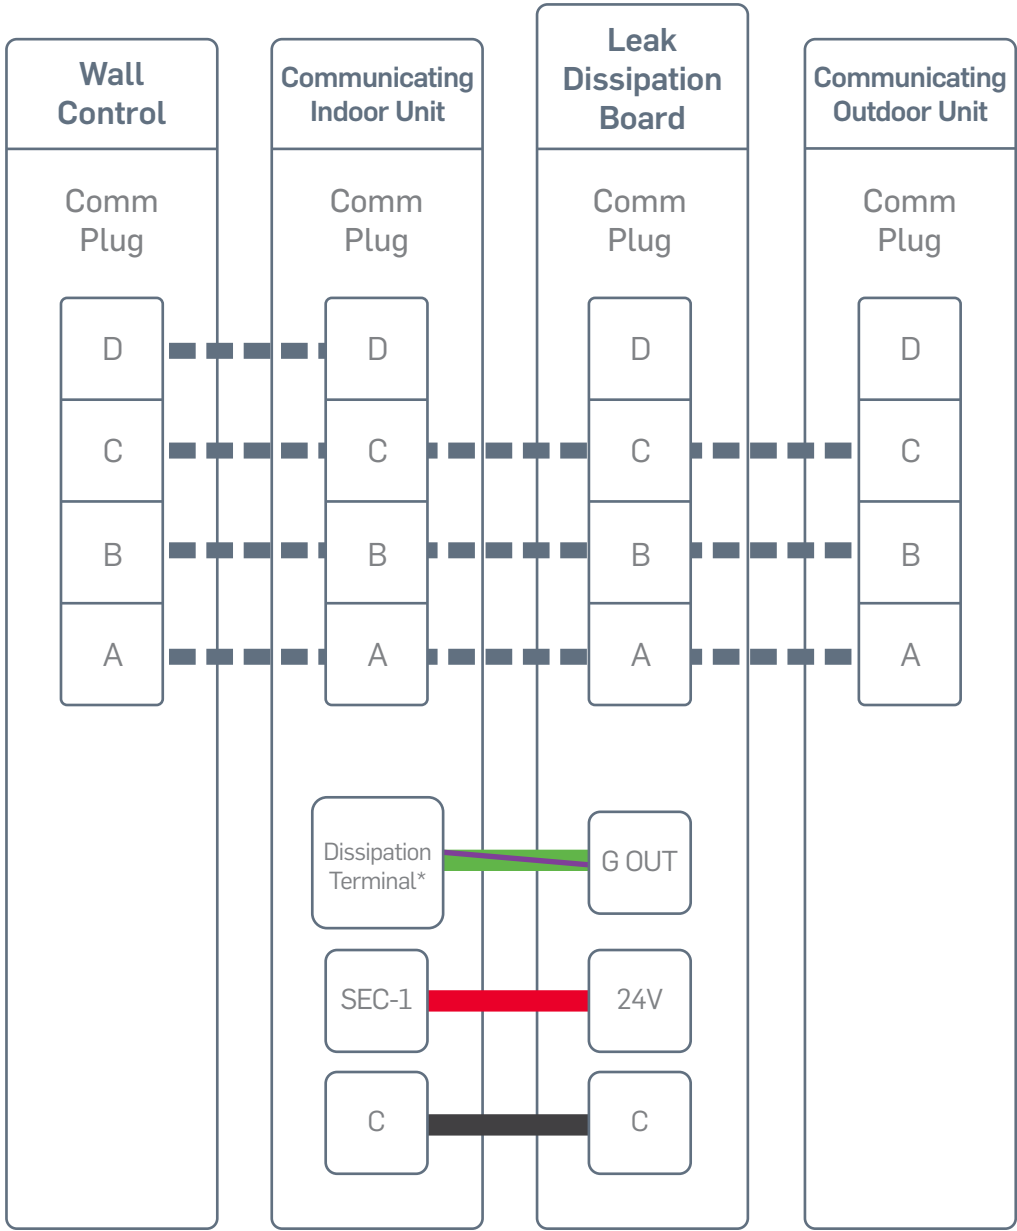 Wall
Control
Communicating
Indoor Unit
Leak
Dissipation
Board
Communicating
Outdoor Unit
Comm
Plug
Comm
Plug
Comm
Plug
Comm
Plug
D
D
D
D
C
C
C
C
B
B
B
B
A
A
A
A
Dissipation
Terminal*
G OUT
SEC-1
24V
C
C